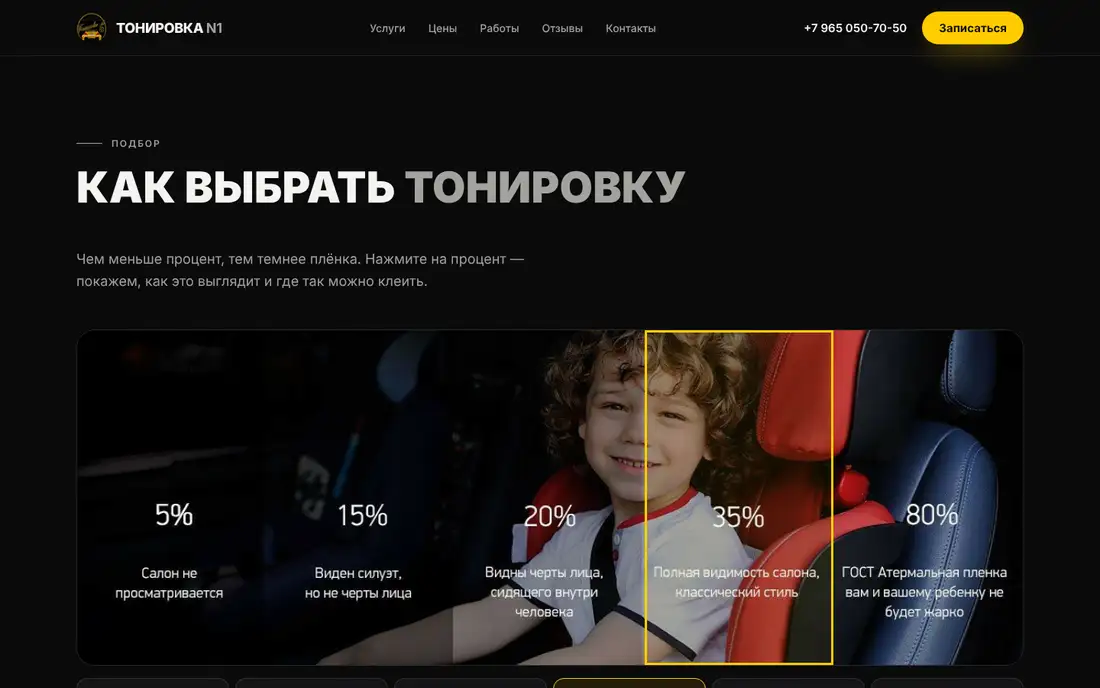 ТОНИРОВКА N1
Услуги
Цены
Работы
Отзывы
Контакты
+7 965 050-70-50
Записаться
ПОДБОР
КАК ВЫБРАТЬ ТОНИРОВКУ
Чем меньше процент, тем темнее плёнка. Нажмите на процент —
покажем, как это выглядит и где так можно клеить.
5%
Салон не
просматривается
15%
Виден силуэт,
но не черты лица
20%
Видны черты лица,
сидящего внутри
человека
35%
Полная видимость салона,
классический стиль
80%
ГОСТ Атермальная пленка
вам и вашему ребенку не
будет жарко